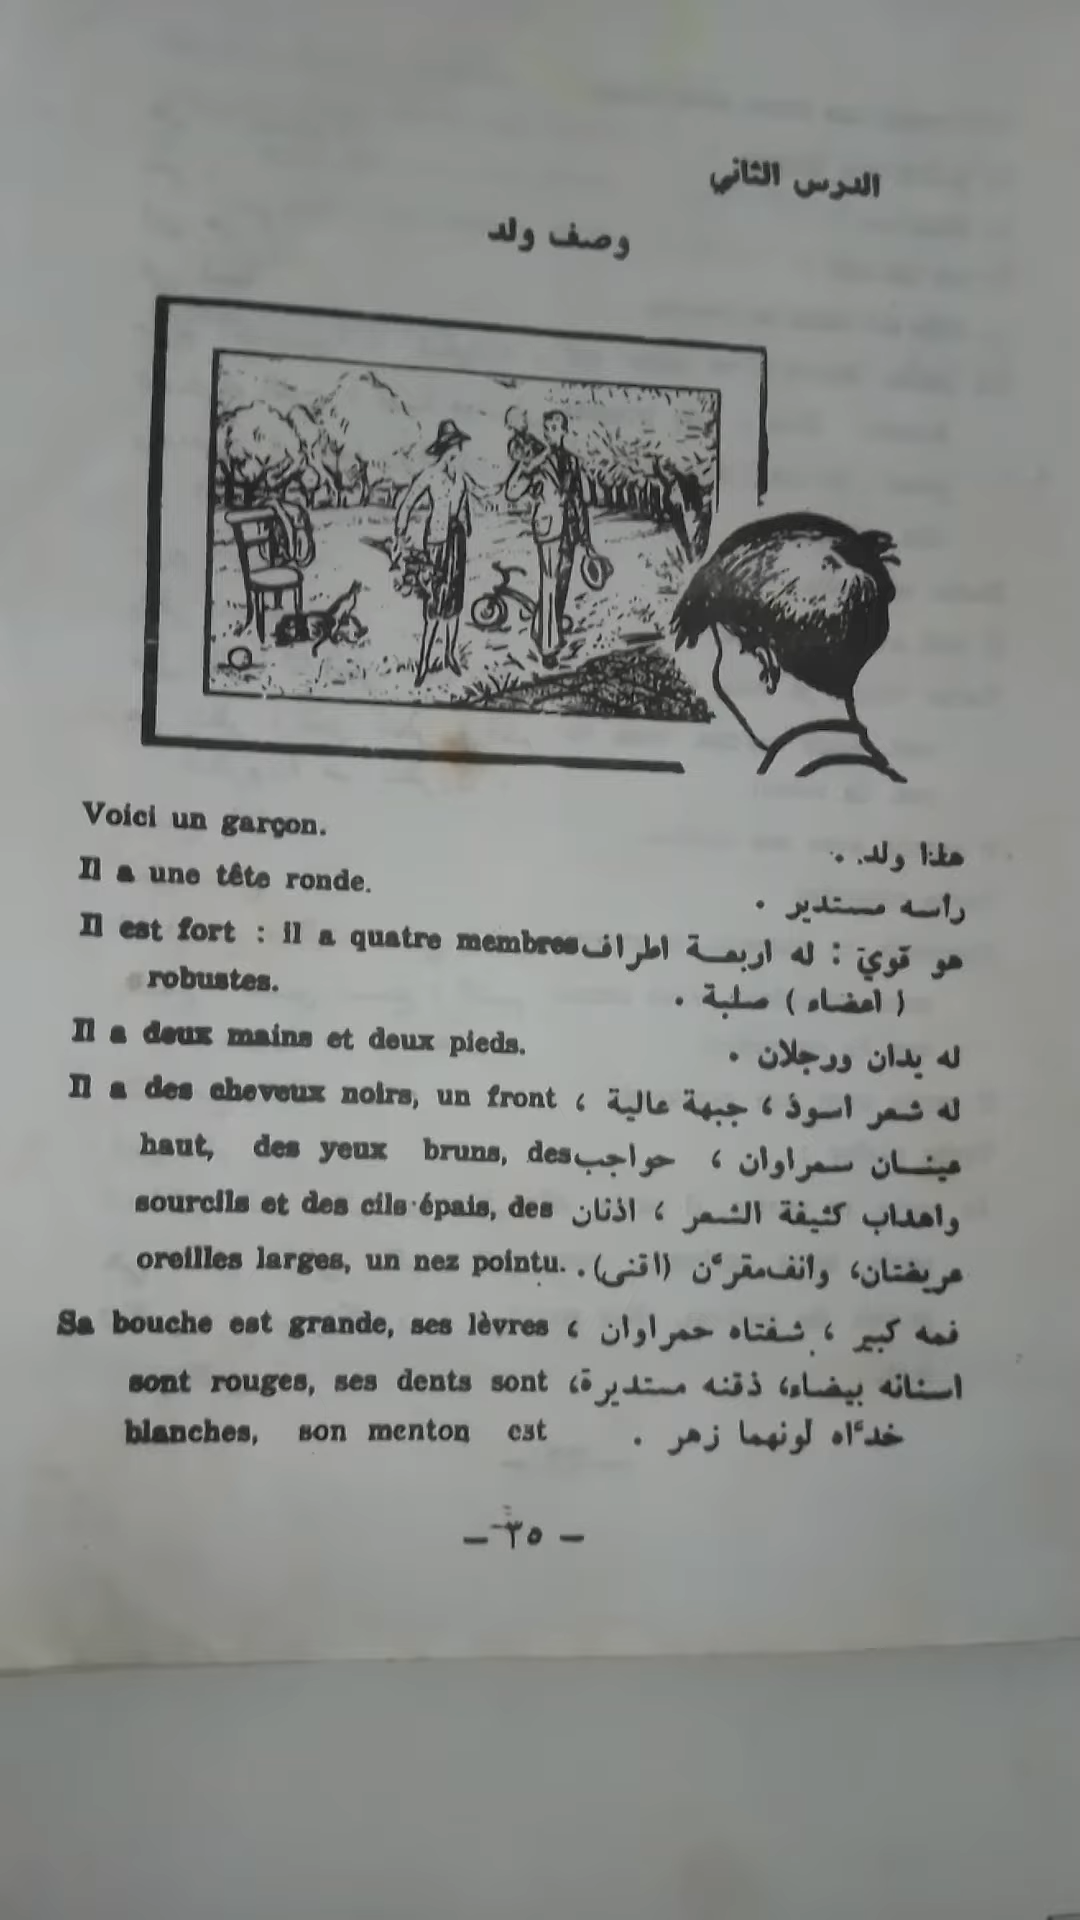 الدرس الثاني
وصف ولد
Voici un garçon.
هذا ولد .
Il a une tête ronde.
رأسه مستدير .
Il est fort : il a quatre membres
هو قويّ : له اربعة اطراف
robustes.
( اعضاء ) صلبة .
Il a deux mains et deux pieds.
له يدان ورجلان .
Il a des cheveux noirs, un front
له شعر اسود ، جبهة عالية ،
haut, des yeux bruns, des
عينان سمراوان ، حواجب
sourcils et des cils épais, des
واهداب كثيفة الشعر ، اذنان
oreilles larges, un nez pointu.
عريضتان، وانف مقرّن (اقنى) .
Sa bouche est grande, ses lèvres
فمه كبير ، شفتاه حمراوان ،
sont rouges, ses dents sont
اسنانه بيضاء، ذقنه مستديرة،
blanches, son menton est
خدّاه لونهما زهر .
— ٣٥ —